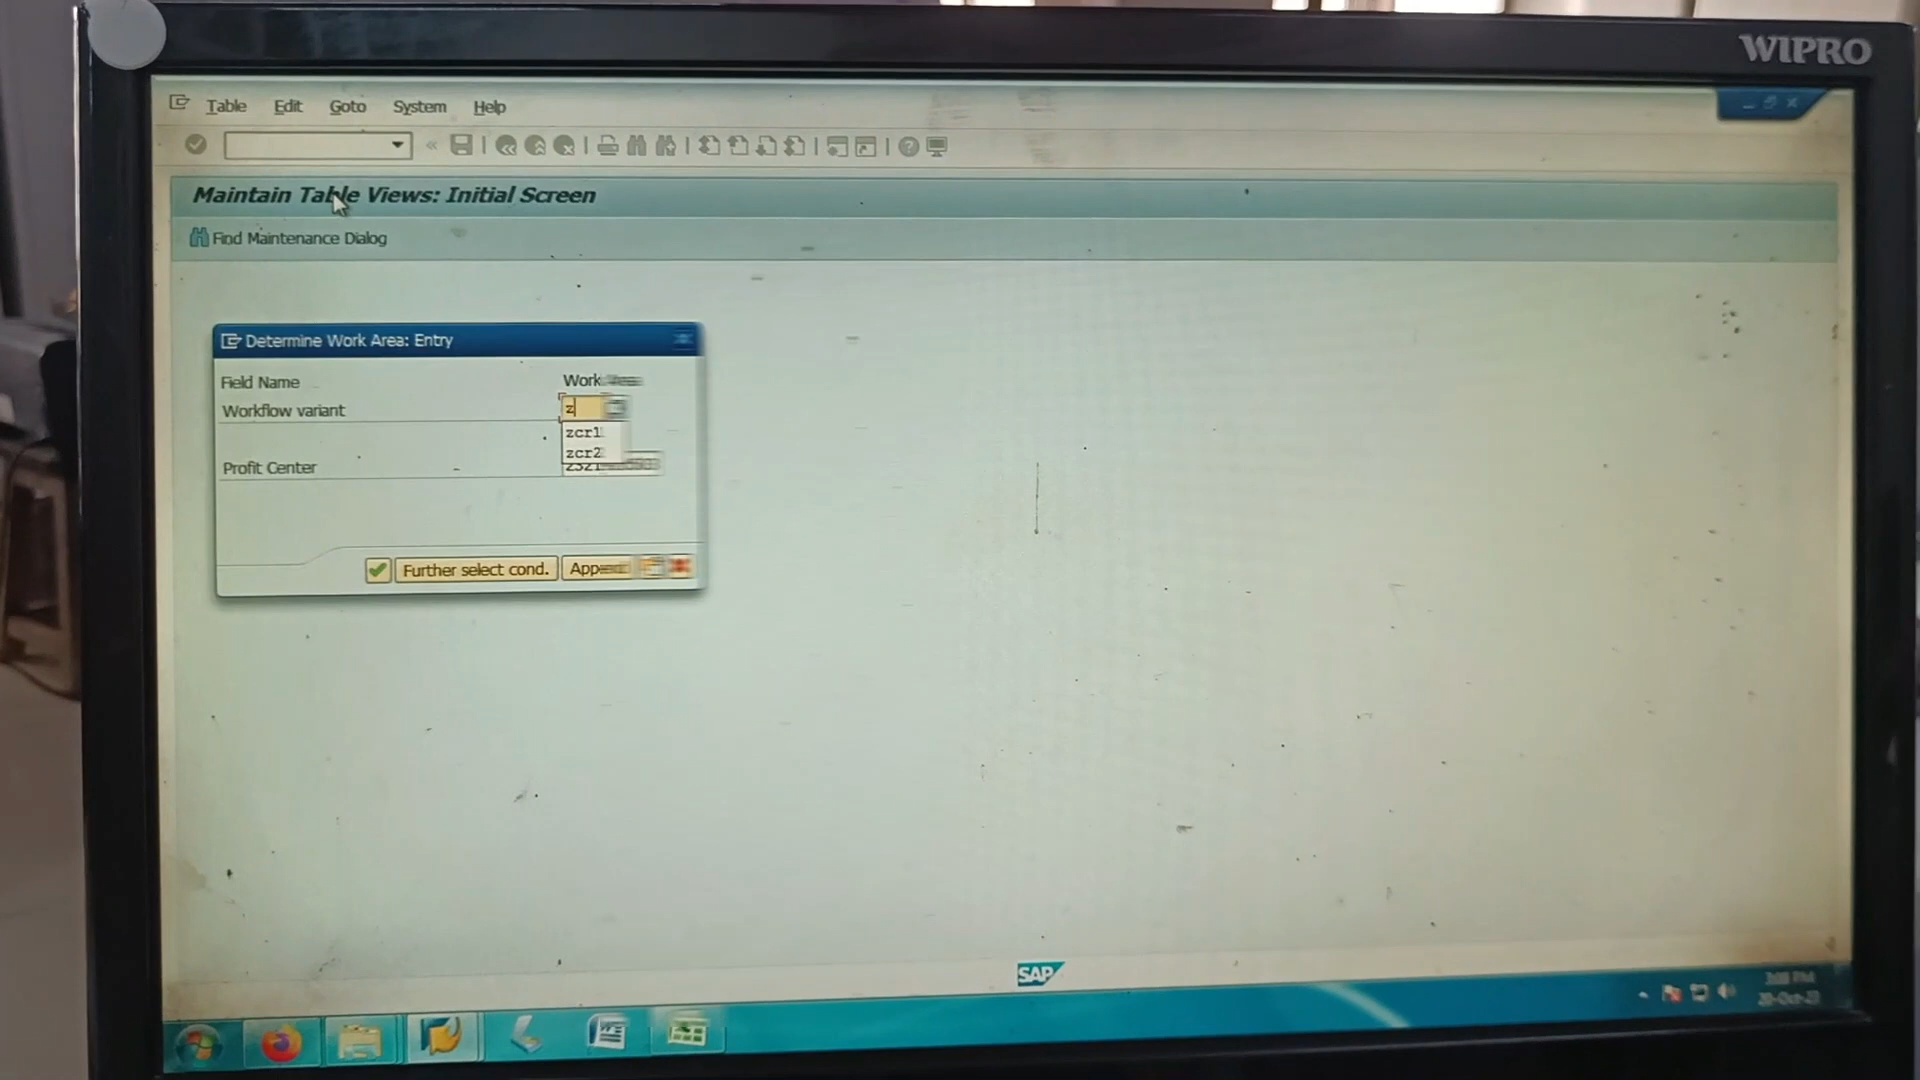 WIPRO
Table Edit Goto System Help
Maintain Table Views: Initial Screen
Find Maintenance Dialog
Determine Work Area: Entry
Field Name Work
Workflow variant z
zcr1
zcr2
Profit Center
Further select cond. Append
SAP